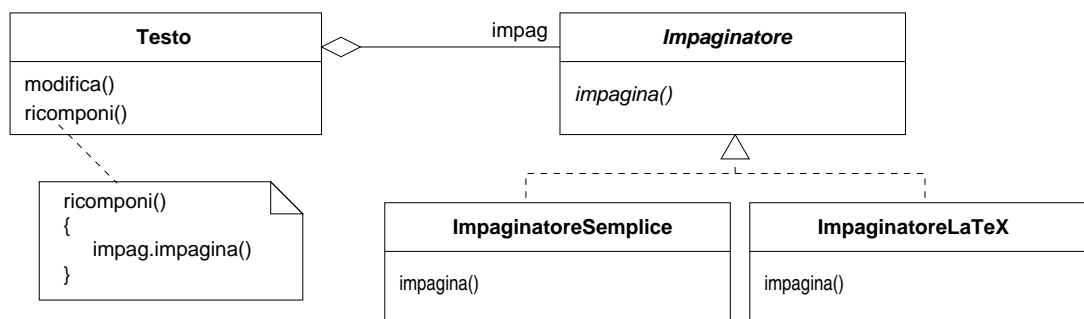 Testo
modifica()
ricomponi()
impag
Impaginatore
impagina()
ricomponi()
{
impag.impagina()
}
ImpaginatoreSemplice
impagina()
ImpaginatoreLaTeX
impagina()